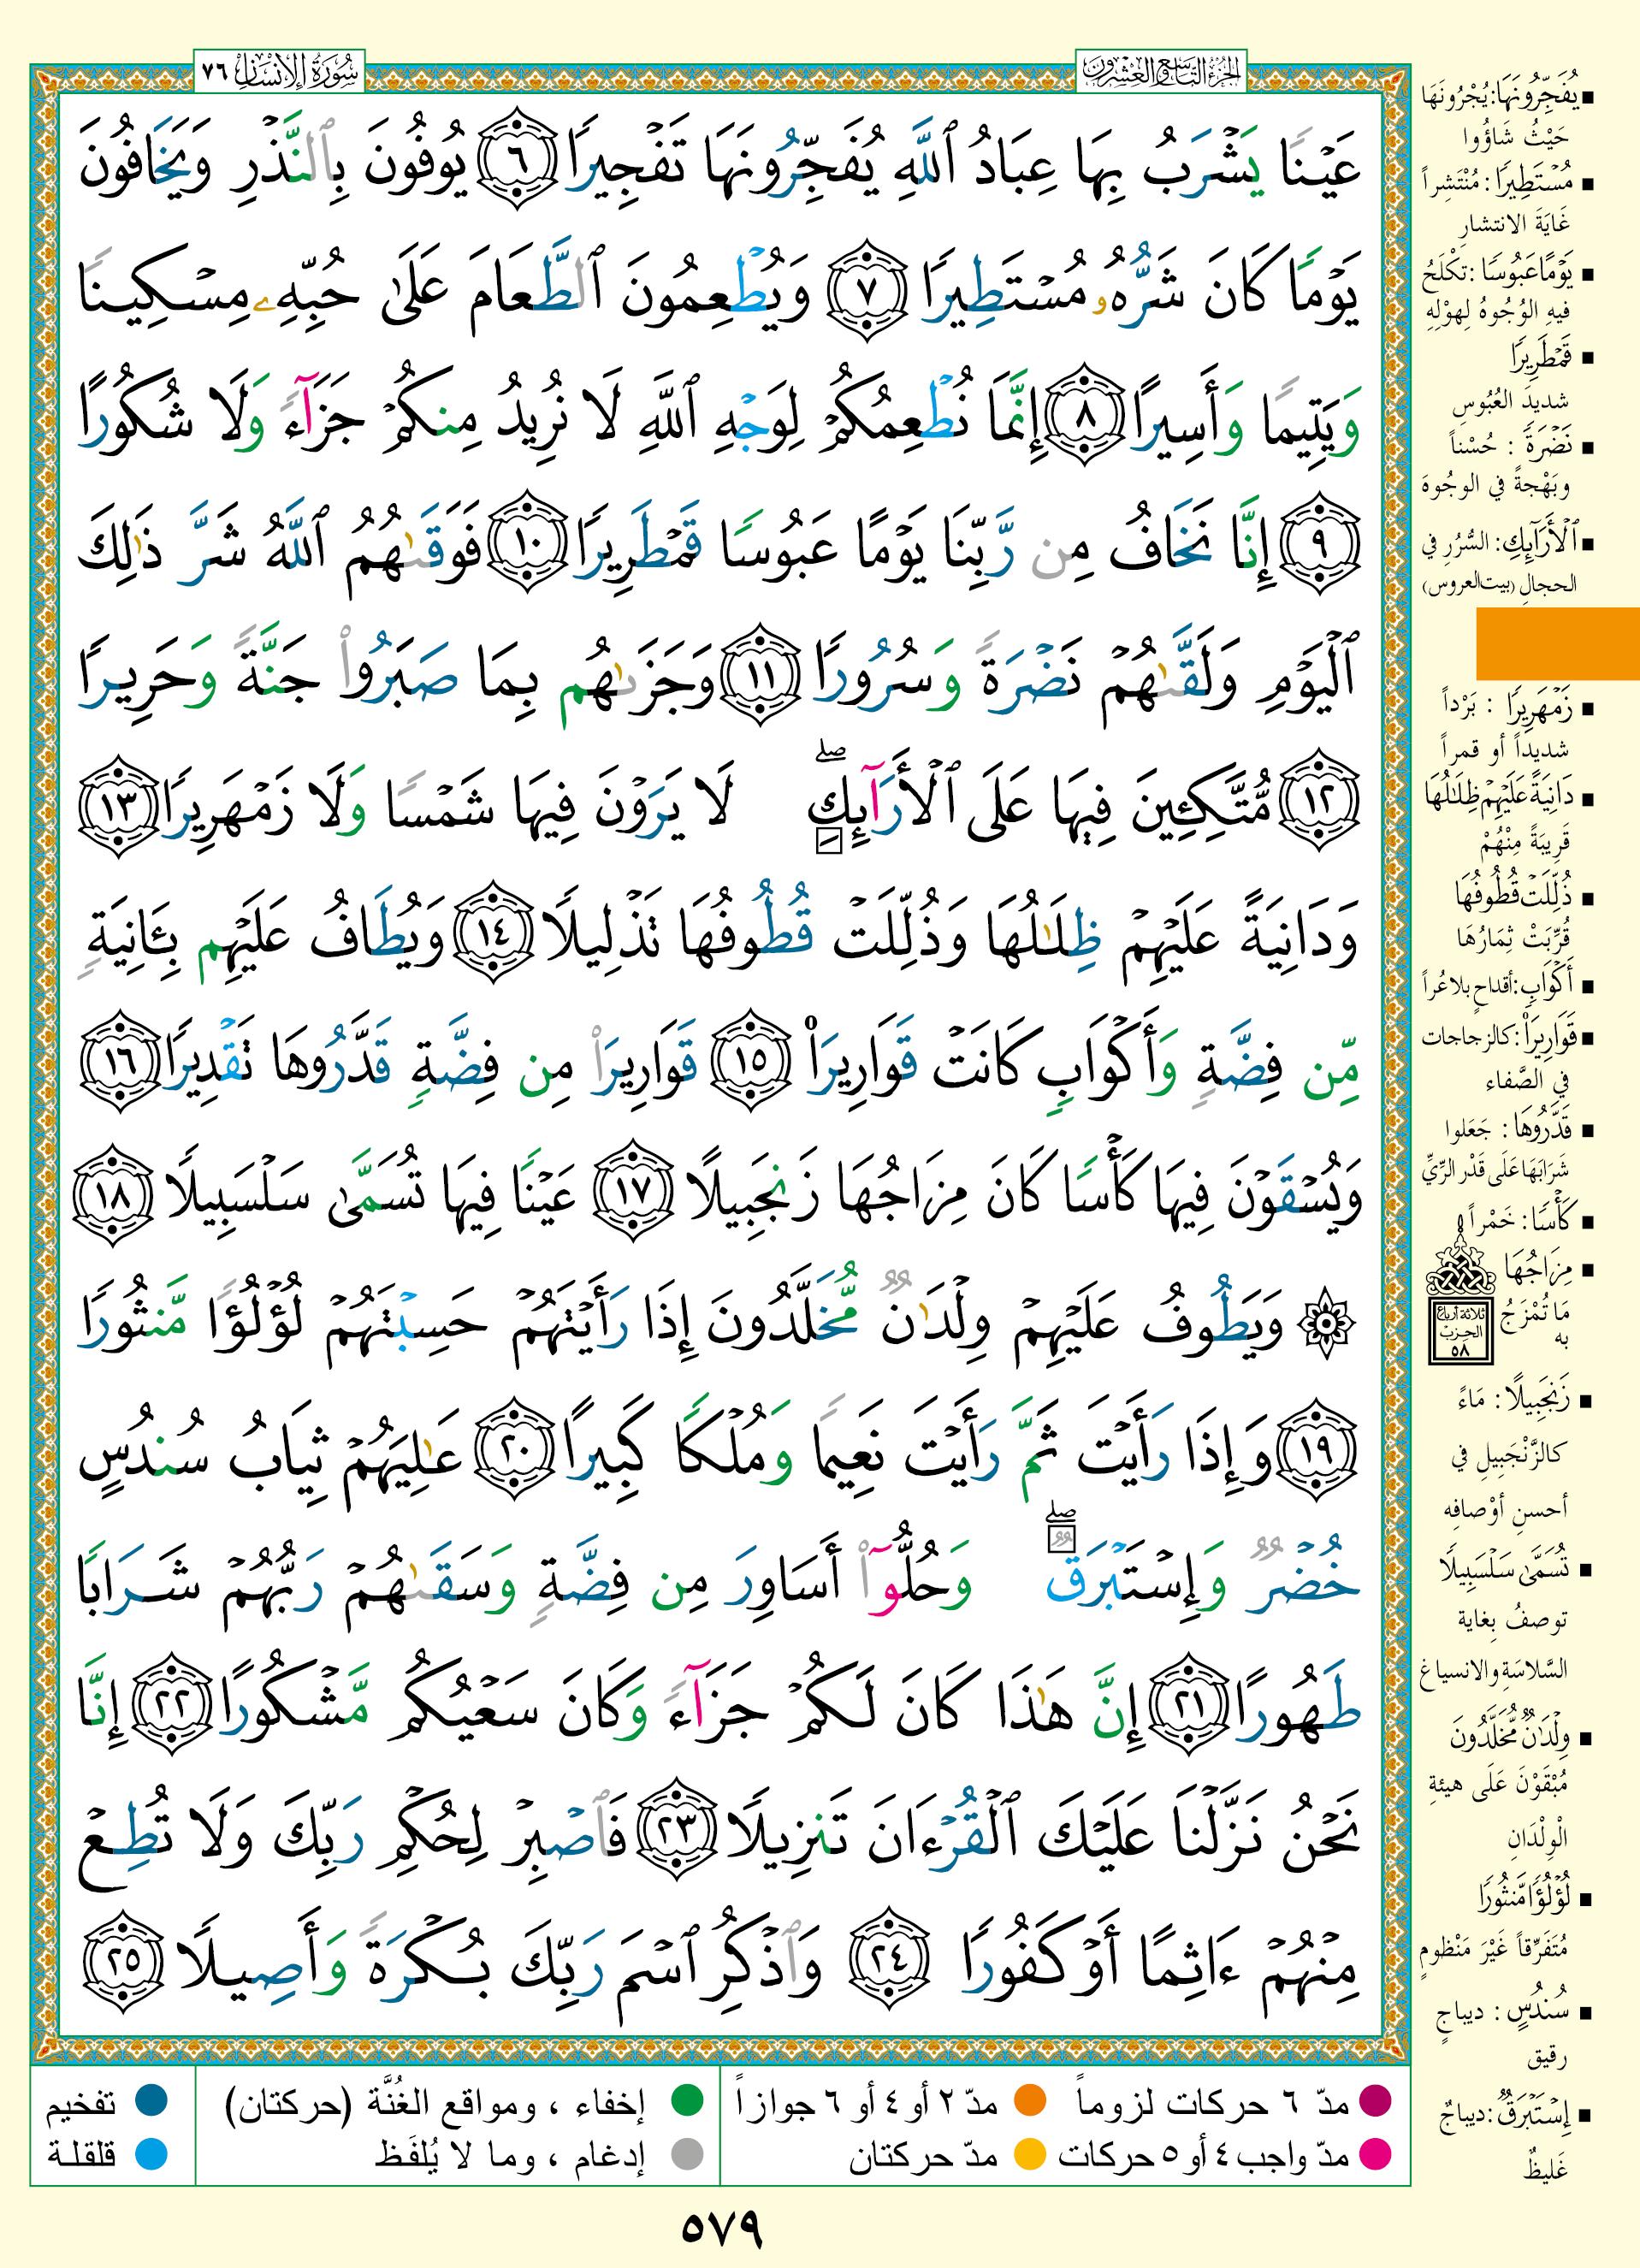 الجزء التاسع والعشرون
سورة الإنسان ٧٦
عَيْنًا يَشْرَبُ بِهَا عِبَادُ ٱللَّهِ يُفَجِّرُونَهَا تَفْجِيرًا ٦ يُوفُونَ بِٱلنَّذْرِ وَيَخَافُونَ
يَوْمًا كَانَ شَرُّهُۥ مُسْتَطِيرًا ٧ وَيُطْعِمُونَ ٱلطَّعَامَ عَلَىٰ حُبِّهِۦ مِسْكِينًا
وَيَتِيمًا وَأَسِيرًا ٨ إِنَّمَا نُطْعِمُكُمْ لِوَجْهِ ٱللَّهِ لَا نُرِيدُ مِنكُمْ جَزَآءً وَلَا شُكُورًا
٩ إِنَّا نَخَافُ مِن رَّبِّنَا يَوْمًا عَبُوسًا قَمْطَرِيرًا ١٠ فَوَقَىٰهُمُ ٱللَّهُ شَرَّ ذَٰلِكَ
ٱلْيَوْمِ وَلَقَّىٰهُمْ نَضْرَةً وَسُرُورًا ١١ وَجَزَىٰهُم بِمَا صَبَرُوا۟ جَنَّةً وَحَرِيرًا
١٢ مُّتَّكِـِٔينَ فِيهَا عَلَى ٱلْأَرَآئِكِ ۖ لَا يَرَوْنَ فِيهَا شَمْسًا وَلَا زَمْهَرِيرًا ١٣
وَدَانِيَةً عَلَيْهِمْ ظِلَـٰلُهَا وَذُلِّلَتْ قُطُوفُهَا تَذْلِيلًا ١٤ وَيُطَافُ عَلَيْهِم بِـَٔانِيَةٍ
مِّن فِضَّةٍ وَأَكْوَابٍ كَانَتْ قَوَارِيرَا۠ ١٥ قَوَارِيرَا۟ مِن فِضَّةٍ قَدَّرُوهَا تَقْدِيرًا ١٦
وَيُسْقَوْنَ فِيهَا كَأْسًا كَانَ مِزَاجُهَا زَنجَبِيلًا ١٧ عَيْنًا فِيهَا تُسَمَّىٰ سَلْسَبِيلًا ١٨
۞ وَيَطُوفُ عَلَيْهِمْ وِلْدَٰنٌ مُّخَلَّدُونَ إِذَا رَأَيْتَهُمْ حَسِبْتَهُمْ لُؤْلُؤًا مَّنثُورًا
١٩ وَإِذَا رَأَيْتَ ثَمَّ رَأَيْتَ نَعِيمًا وَمُلْكًا كَبِيرًا ٢٠ عَـٰلِيَهُمْ ثِيَابُ سُندُسٍ
خُضْرٌ وَإِسْتَبْرَقٌ ۖ وَحُلُّوٓا۟ أَسَاوِرَ مِن فِضَّةٍ وَسَقَىٰهُمْ رَبُّهُمْ شَرَابًا
طَهُورًا ٢١ إِنَّ هَـٰذَا كَانَ لَكُمْ جَزَآءً وَكَانَ سَعْيُكُم مَّشْكُورًا ٢٢ إِنَّا
نَحْنُ نَزَّلْنَا عَلَيْكَ ٱلْقُرْءَانَ تَنزِيلًا ٢٣ فَٱصْبِرْ لِحُكْمِ رَبِّكَ وَلَا تُطِعْ
مِنْهُمْ ءَاثِمًا أَوْ كَفُورًا ٢٤ وَٱذْكُرِ ٱسْمَ رَبِّكَ بُكْرَةً وَأَصِيلًا ٢٥
▪ يُفَجِّرُونَهَا: يُجْرُونَهَا
حَيْثُ شَاؤُوا
▪ مُسْتَطِيرًا: مُنْتَشِراً
غَايَةَ الانتشارِ
▪ يَوْمًا عَبُوسًا: تَكْلَحُ
فيهِ الوُجُوهُ لِهوْلِهِ
▪ قَمْطَرِيرًا
شديدَ العُبُوسِ
▪ نَضْرَةً : حُسْناً
وبَهْجةً في الوجُوهَ
▪ ٱلْأَرَآئِكِ: السُّرُرِ في
الحجالِ (بيت العروس)
▪ زَمْهَرِيرًا : بَرْداً
شديداً أو قمراً
▪ دَانِيَةً عَلَيْهِمْ ظِلَـٰلُهَا
قَرِيبَةً مِنْهُمْ
▪ ذُلِّلَتْ قُطُوفُهَا
قُرِّبَتْ ثِمَارُهَا
▪ أَكْوَابٍ: أقداحٍ بلا عُراً
▪ قَوَارِيرَا۠: كالزجاجات
في الصَّفاء
▪ قَدَّرُوهَا : جَعَلوا
شَرَابَهَا عَلَى قَدْر الرِّيِّ
▪ كَأْسًا: خَمْراً
▪ مِزَاجُهَا
مَا تُمْزَجُ
به
ثلاثة أرباع
الحزب
٥٨
▪ زَنجَبِيلًا: مَاءً
كالزَّنْجَبِيلِ في
أحسنِ أوْصافِه
▪ تُسَمَّىٰ سَلْسَبِيلًا
توصفُ بِغاية
السَّلاسَةِ والانسياغ
▪ وِلْدَٰنٌ مُّخَلَّدُونَ
مُبْقَوْنَ عَلَى هيئةِ
الْوِلْدَانِ
▪ لُؤْلُؤًا مَّنثُورًا
مُتَفَرِّقاً غَيْرَ مَنْظومٍ
▪ سُندُسٍ : ديباجٍ
رقيق
▪ إِسْتَبْرَقٌ: ديباجٌ
غَليظٌ
مدّ ٦ حركات لزوماً مدّ ٢ أو ٤ أو ٦ جوازاً إخفاء ، ومواقع الغُنَّة (حركتان) تفخيم
مدّ واجب ٤ أو ٥ حركات مدّ حركتان إدغام ، وما لا يُلفَظ قلقلة
٥٧٩